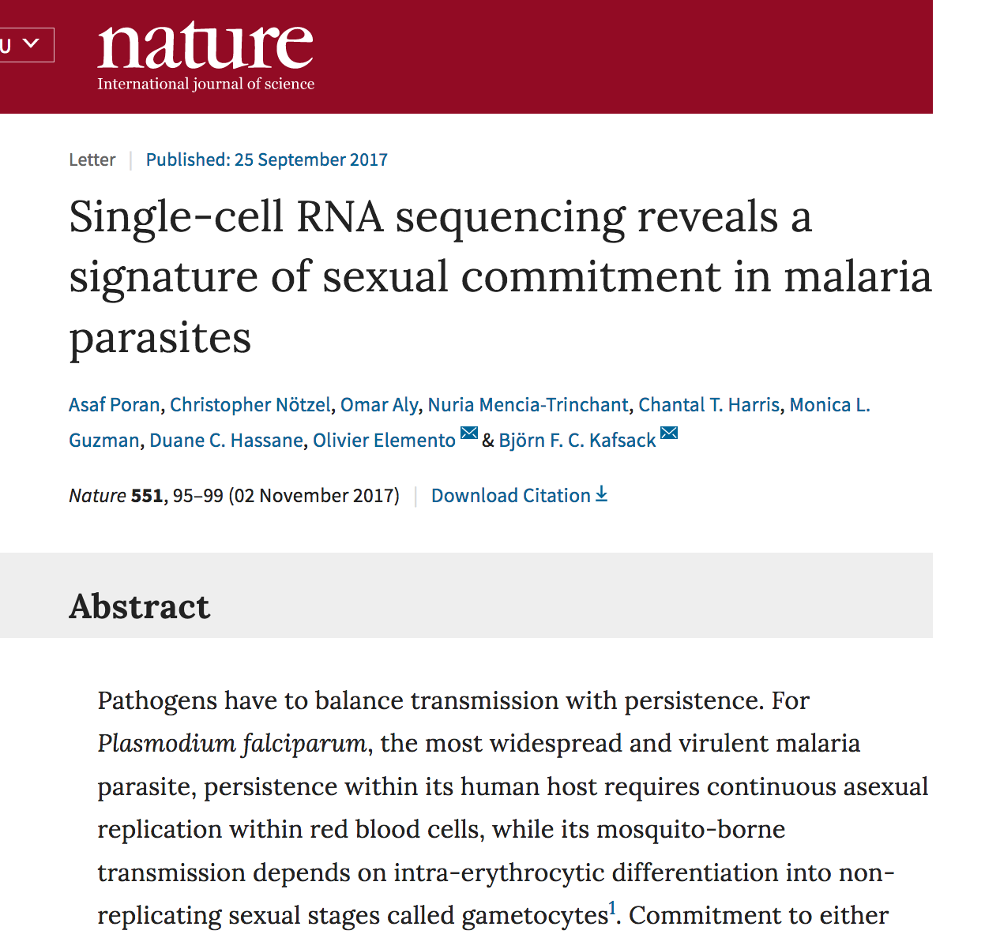 U
nature
International journal of science
Letter | Published: 25 September 2017
Single-cell RNA sequencing reveals a
signature of sexual commitment in malaria
parasites
Asaf Poran, Christopher Nötzel, Omar Aly, Nuria Mencia-Trinchant, Chantal T. Harris, Monica L.
Guzman, Duane C. Hassane, Olivier Elemento & Björn F. C. Kafsack
Nature 551, 95–99 (02 November 2017) | Download Citation
Abstract
Pathogens have to balance transmission with persistence. For
Plasmodium falciparum, the most widespread and virulent malaria
parasite, persistence within its human host requires continuous asexual
replication within red blood cells, while its mosquito-borne
transmission depends on intra-erythrocytic differentiation into non-
replicating sexual stages called gametocytes1. Commitment to either